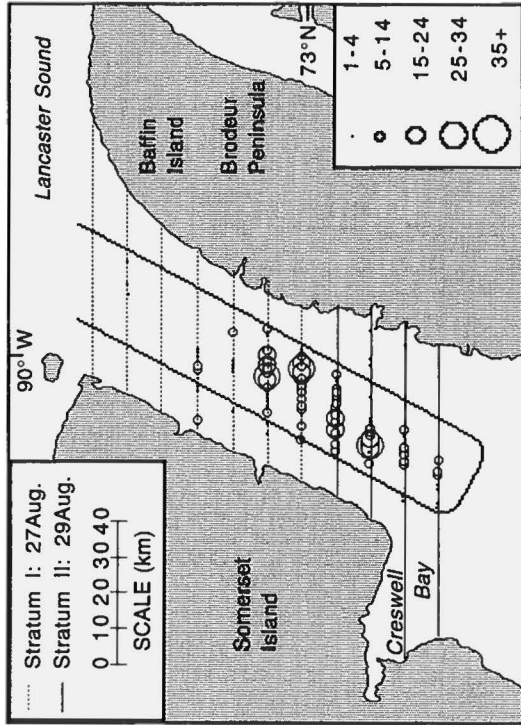 Stratum I: 27Aug.
Stratum II: 29Aug.
0 10 20 30 40
SCALE (km)
90°W
Lancaster Sound
Baffin
Island
Brodeur
Peninsula
73°N
Somerset
Island
Creswell
Bay
1-4
5-14
15-24
25-34
35+